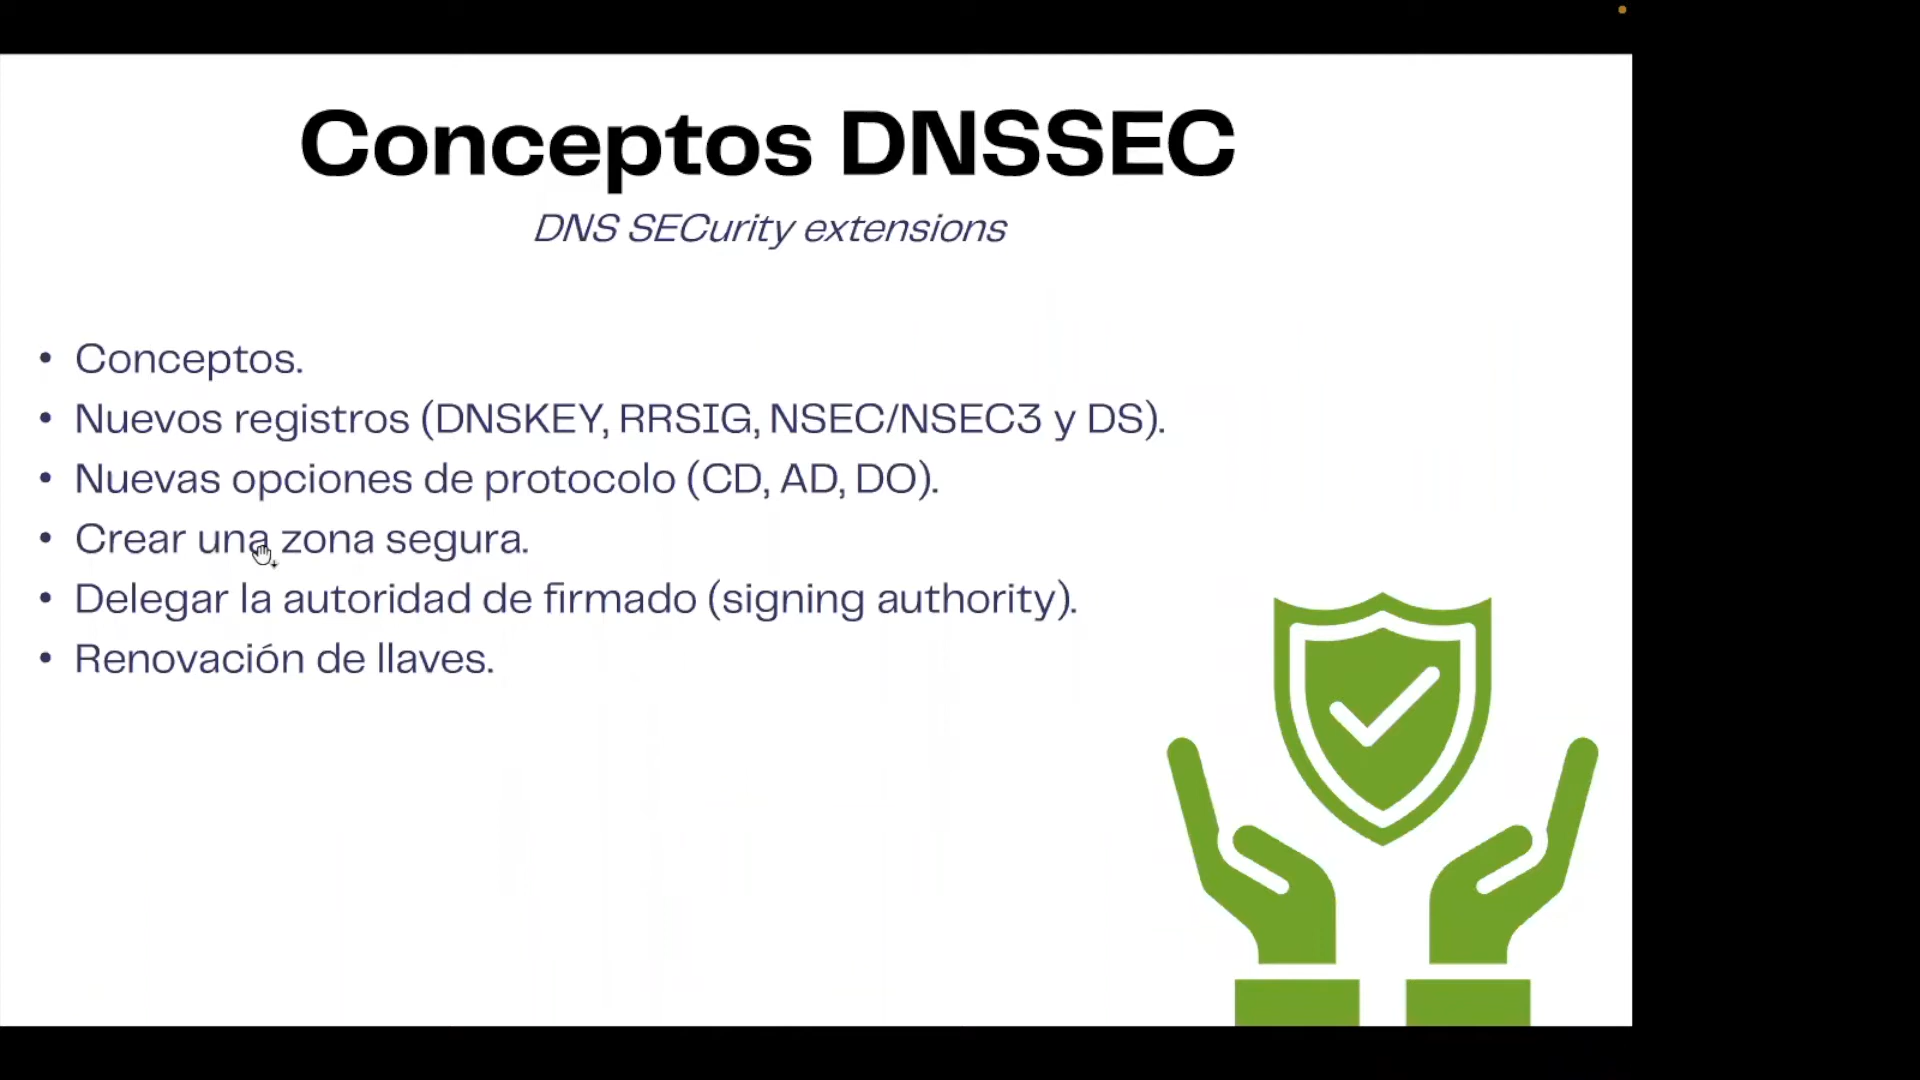 Conceptos DNSSEC
DNS SECurity extensions
• Conceptos.
• Nuevos registros (DNSKEY, RRSIG, NSEC/NSEC3 y DS).
• Nuevas opciones de protocolo (CD, AD, DO).
• Crear una zona segura.
• Delegar la autoridad de firmado (signing authority).
• Renovación de llaves.